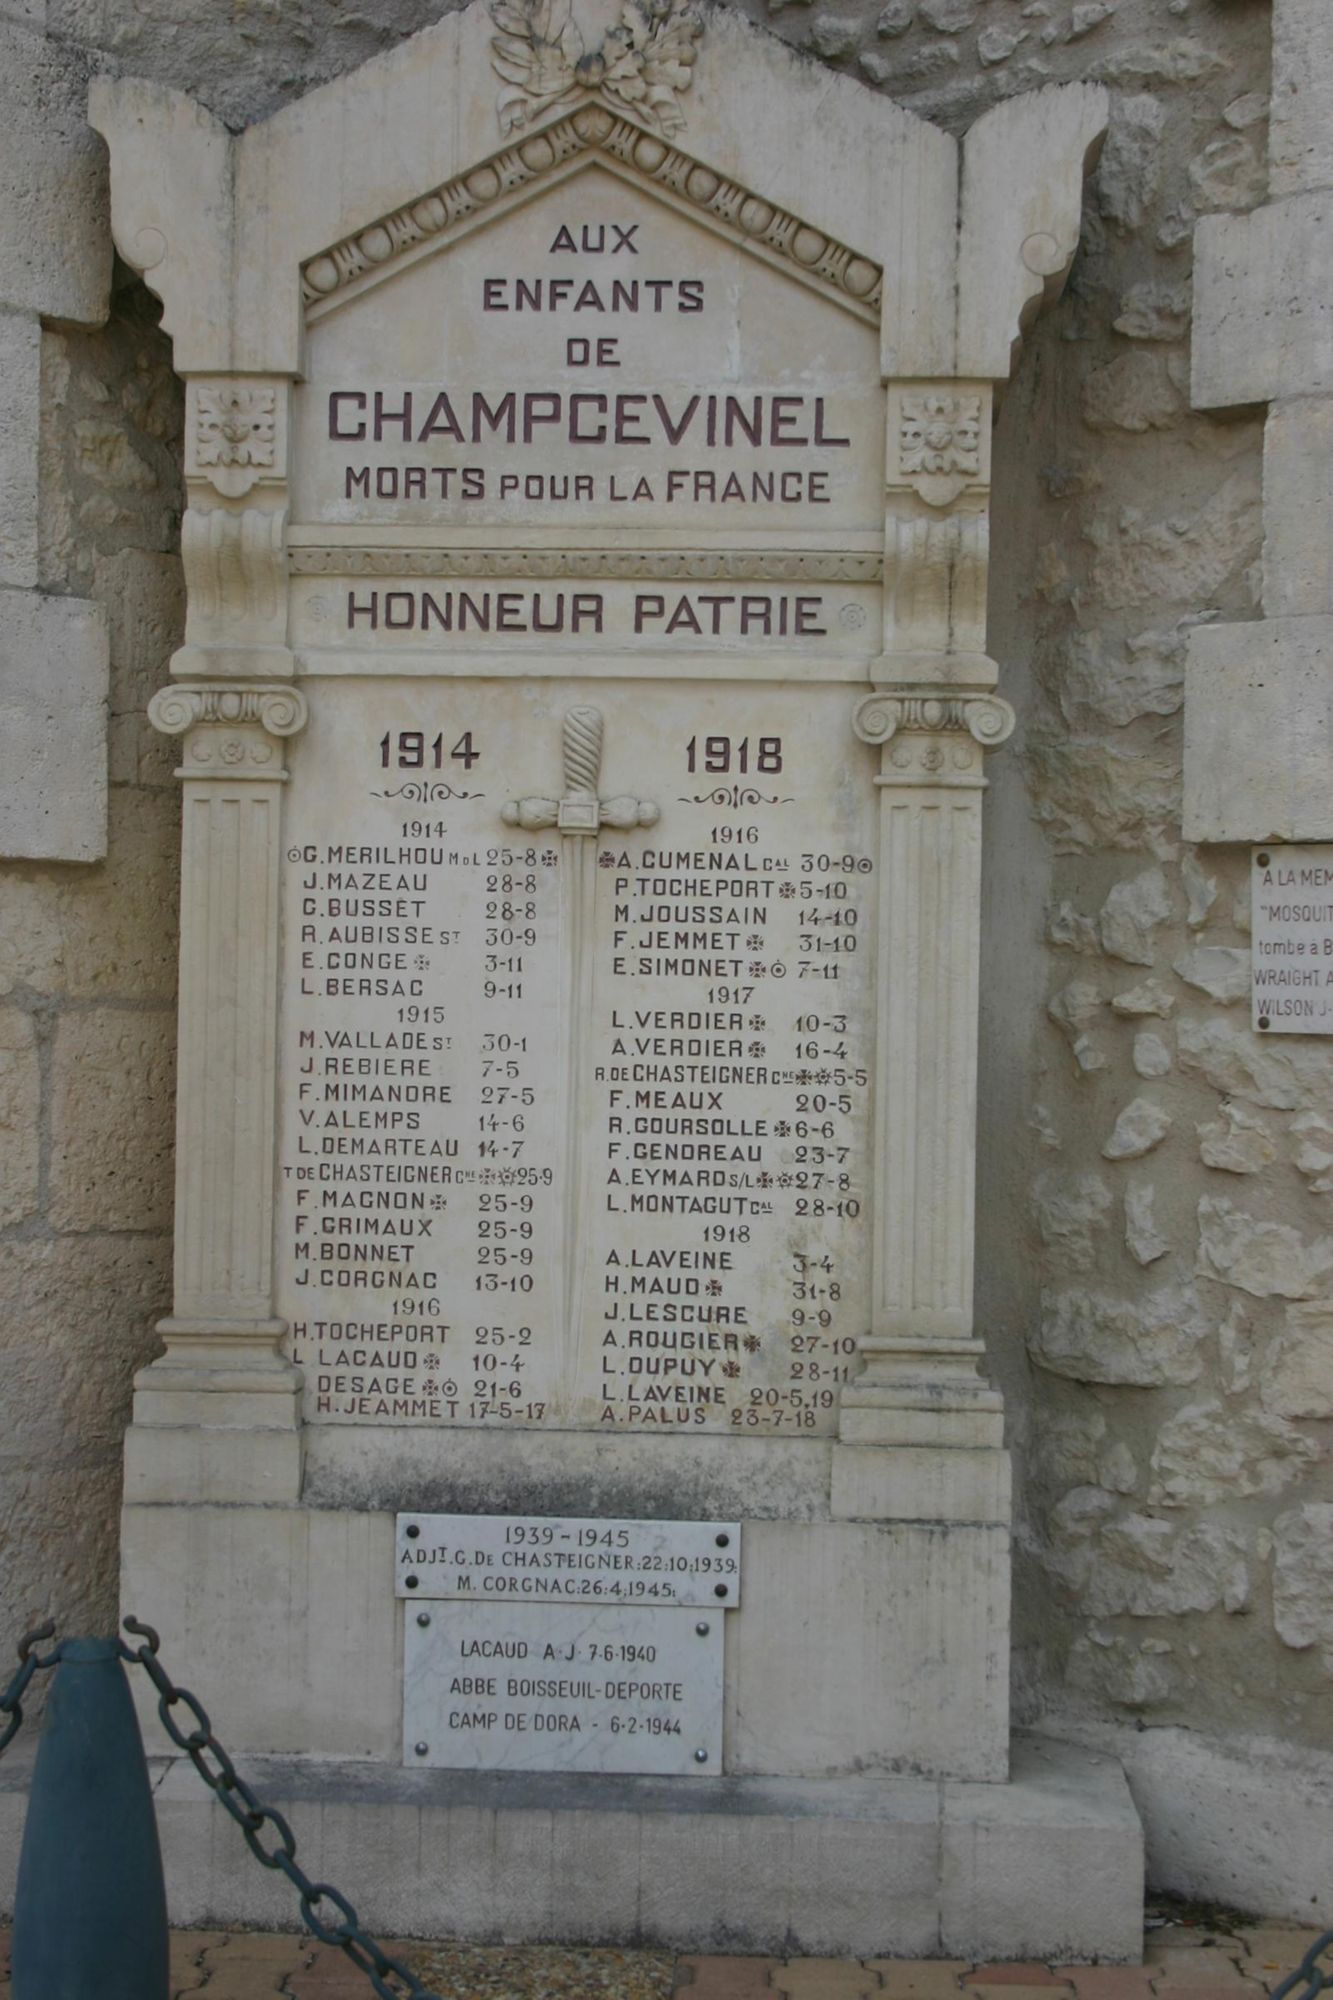 AUX
ENFANTS
DE
CHAMPCEVINEL
MORTS POUR LA FRANCE
HONNEUR PATRIE
1914
1914
G.MERILHOU MDL 25-8
J.MAZEAU 28-8
G.BUSSET 28-8
R.AUBISSE ST 30-9
E.CONGE 3-11
L.BERSAC 9-11
1915
M.VALLADE ST 30-1
J.REBIERE 7-5
F.MIMANDRE 27-5
V.ALEMPS 14-6
L.DEMARTEAU 14-7
T DE CHASTEIGNER CNE 25-9
F.MAGNON 25-9
F.GRIMAUX 25-9
M.BONNET 25-9
J.CORGNAC 13-10
1916
H.TOCHEPORT 25-2
L LACAUD 10-4
DESAGE 21-6
H.JEAMMET 17-5-17
1918
1916
A.CUMENAL CAL 30-9
P.TOCHEPORT 5-10
M.JOUSSAIN 14-10
F.JEMMET 31-10
E.SIMONET 7-11
1917
L.VERDIER 10-3
A.VERDIER 16-4
R.DE CHASTEIGNER CNE 5-5
F.MEAUX 20-5
R.GOURSOLLE 6-6
F.GENDREAU 23-7
A.EYMARD S/L 27-8
L.MONTAGUT CAL 28-10
1918
A.LAVEINE 3-4
H.MAUD 31-8
J.LESCURE 9-9
A.ROUGIER 27-10
L.DUPUY 28-11
L.LAVEINE 20-5.19
A.PALUS 23-7-18
1939-1945
ADJT.G.DE CHASTEIGNER:22:10:1939:
M. CORGNAC:26:4:1945:
LACAUD A·J· 7·6·1940
ABBE BOISSEUIL-DEPORTE
CAMP DE DORA - 6·2·1944
A LA MEM
"MOSQUIT
tombe à B
WRAIGHT A
WILSON J-